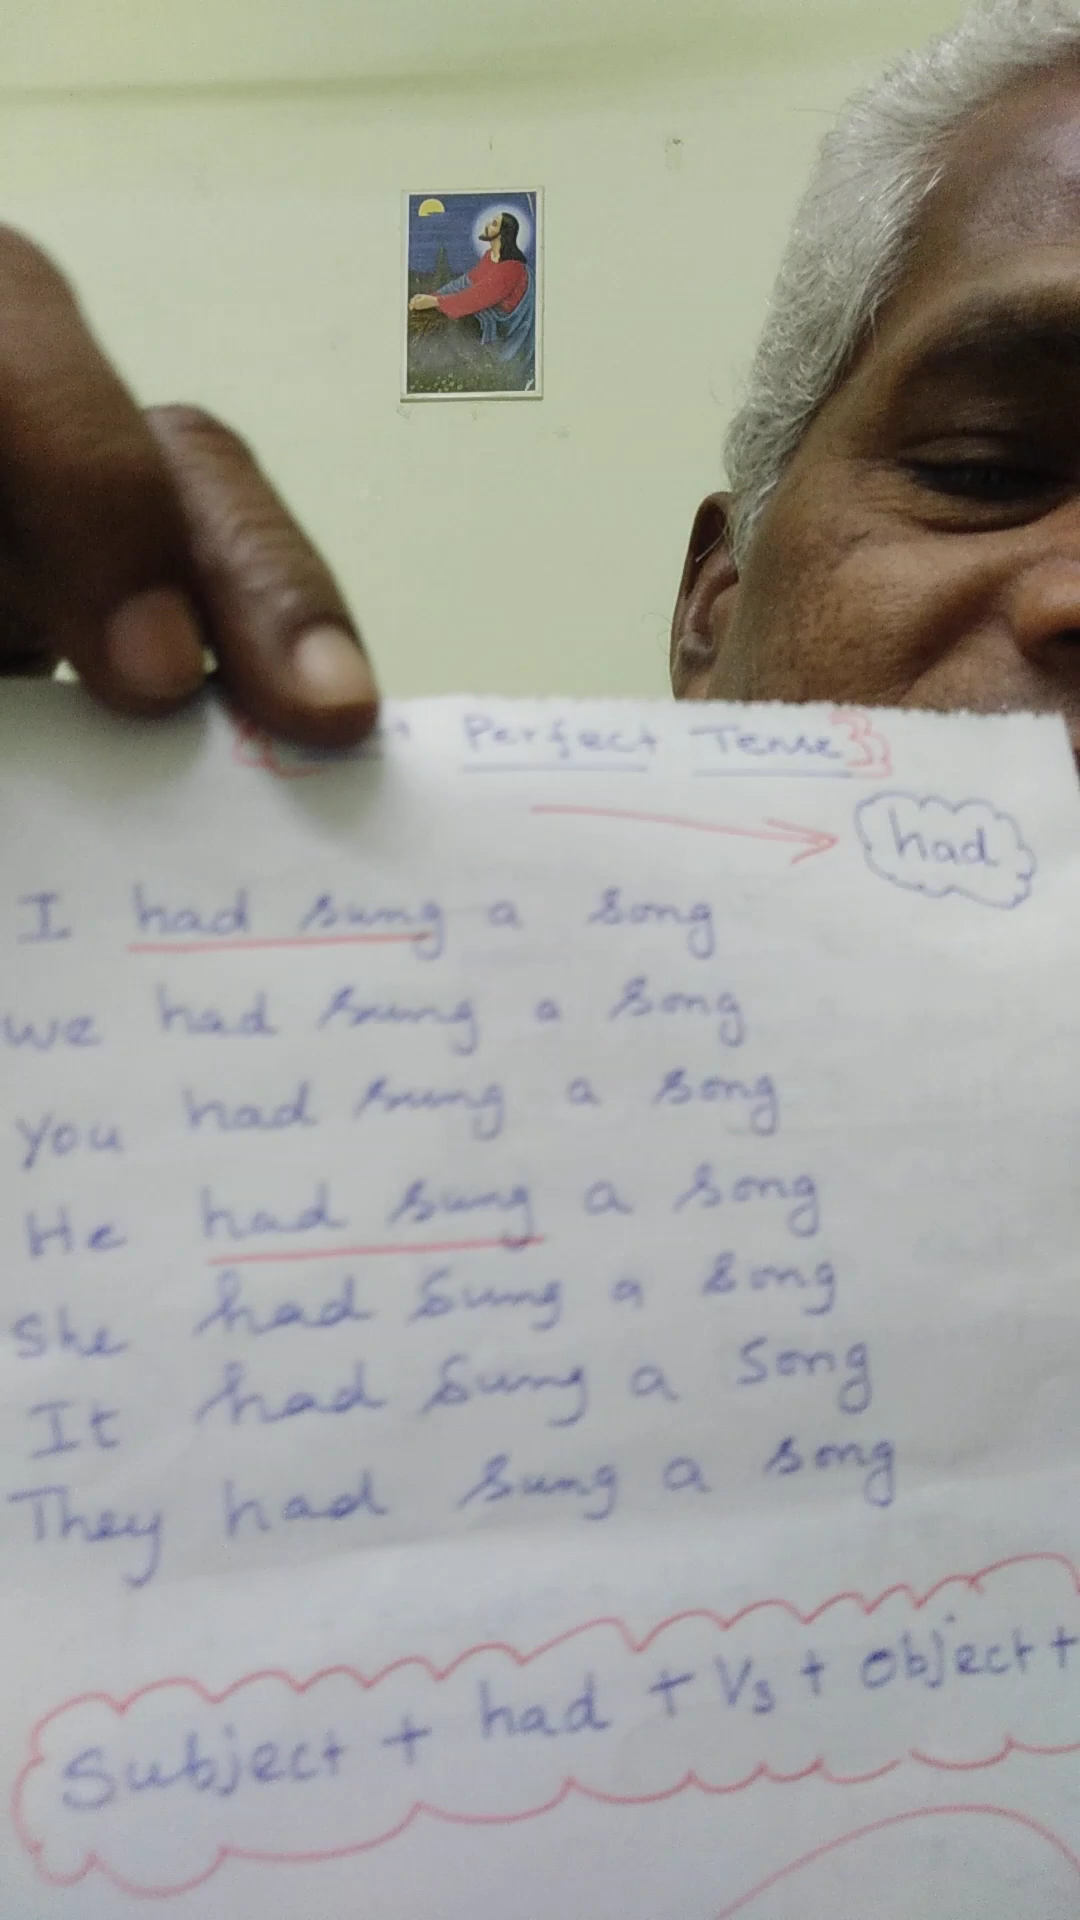 Perfect Tense
had
I had sung a song
We had sung a song
You had sung a song
He had sung a song
She had sung a song
It had sung a song
They had sung a song
Subject + had + V3 + Object +